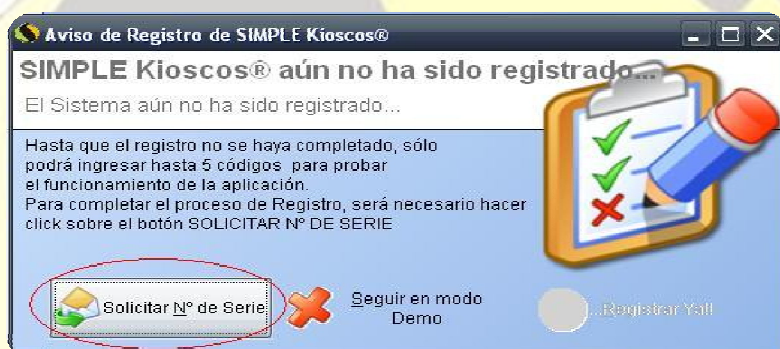 Aviso de Registro de SIMPLE Kioscos®
SIMPLE Kioscos® aún no ha sido registrado...
El Sistema aún no ha sido registrado...
Hasta que el registro no se haya completado, sólo
podrá ingresar hasta 5 códigos para probar
el funcionamiento de la aplicación.
Para completar el proceso de Registro, será necesario hacer
click sobre el botón SOLICITAR Nº DE SERIE
Solicitar Nº de Serie
Seguir en modo
Demo
...Registrar Ya!!